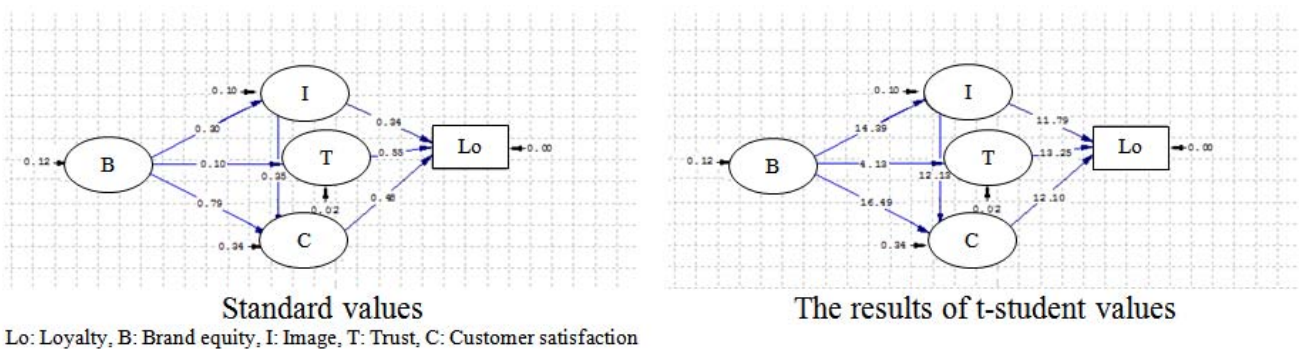 0.10
I
0.30
0.34
0.12
B
0.10
T
0.55
Lo
0.00
0.35
0.79
0.02
0.48
0.34
C
Standard values
0.10
I
14.39
11.79
0.12
B
4.13
T
13.25
Lo
0.00
12.13
16.49
0.02
12.10
0.34
C
The results of t-student values
Lo: Loyalty, B: Brand equity, I: Image, T: Trust, C: Customer satisfaction